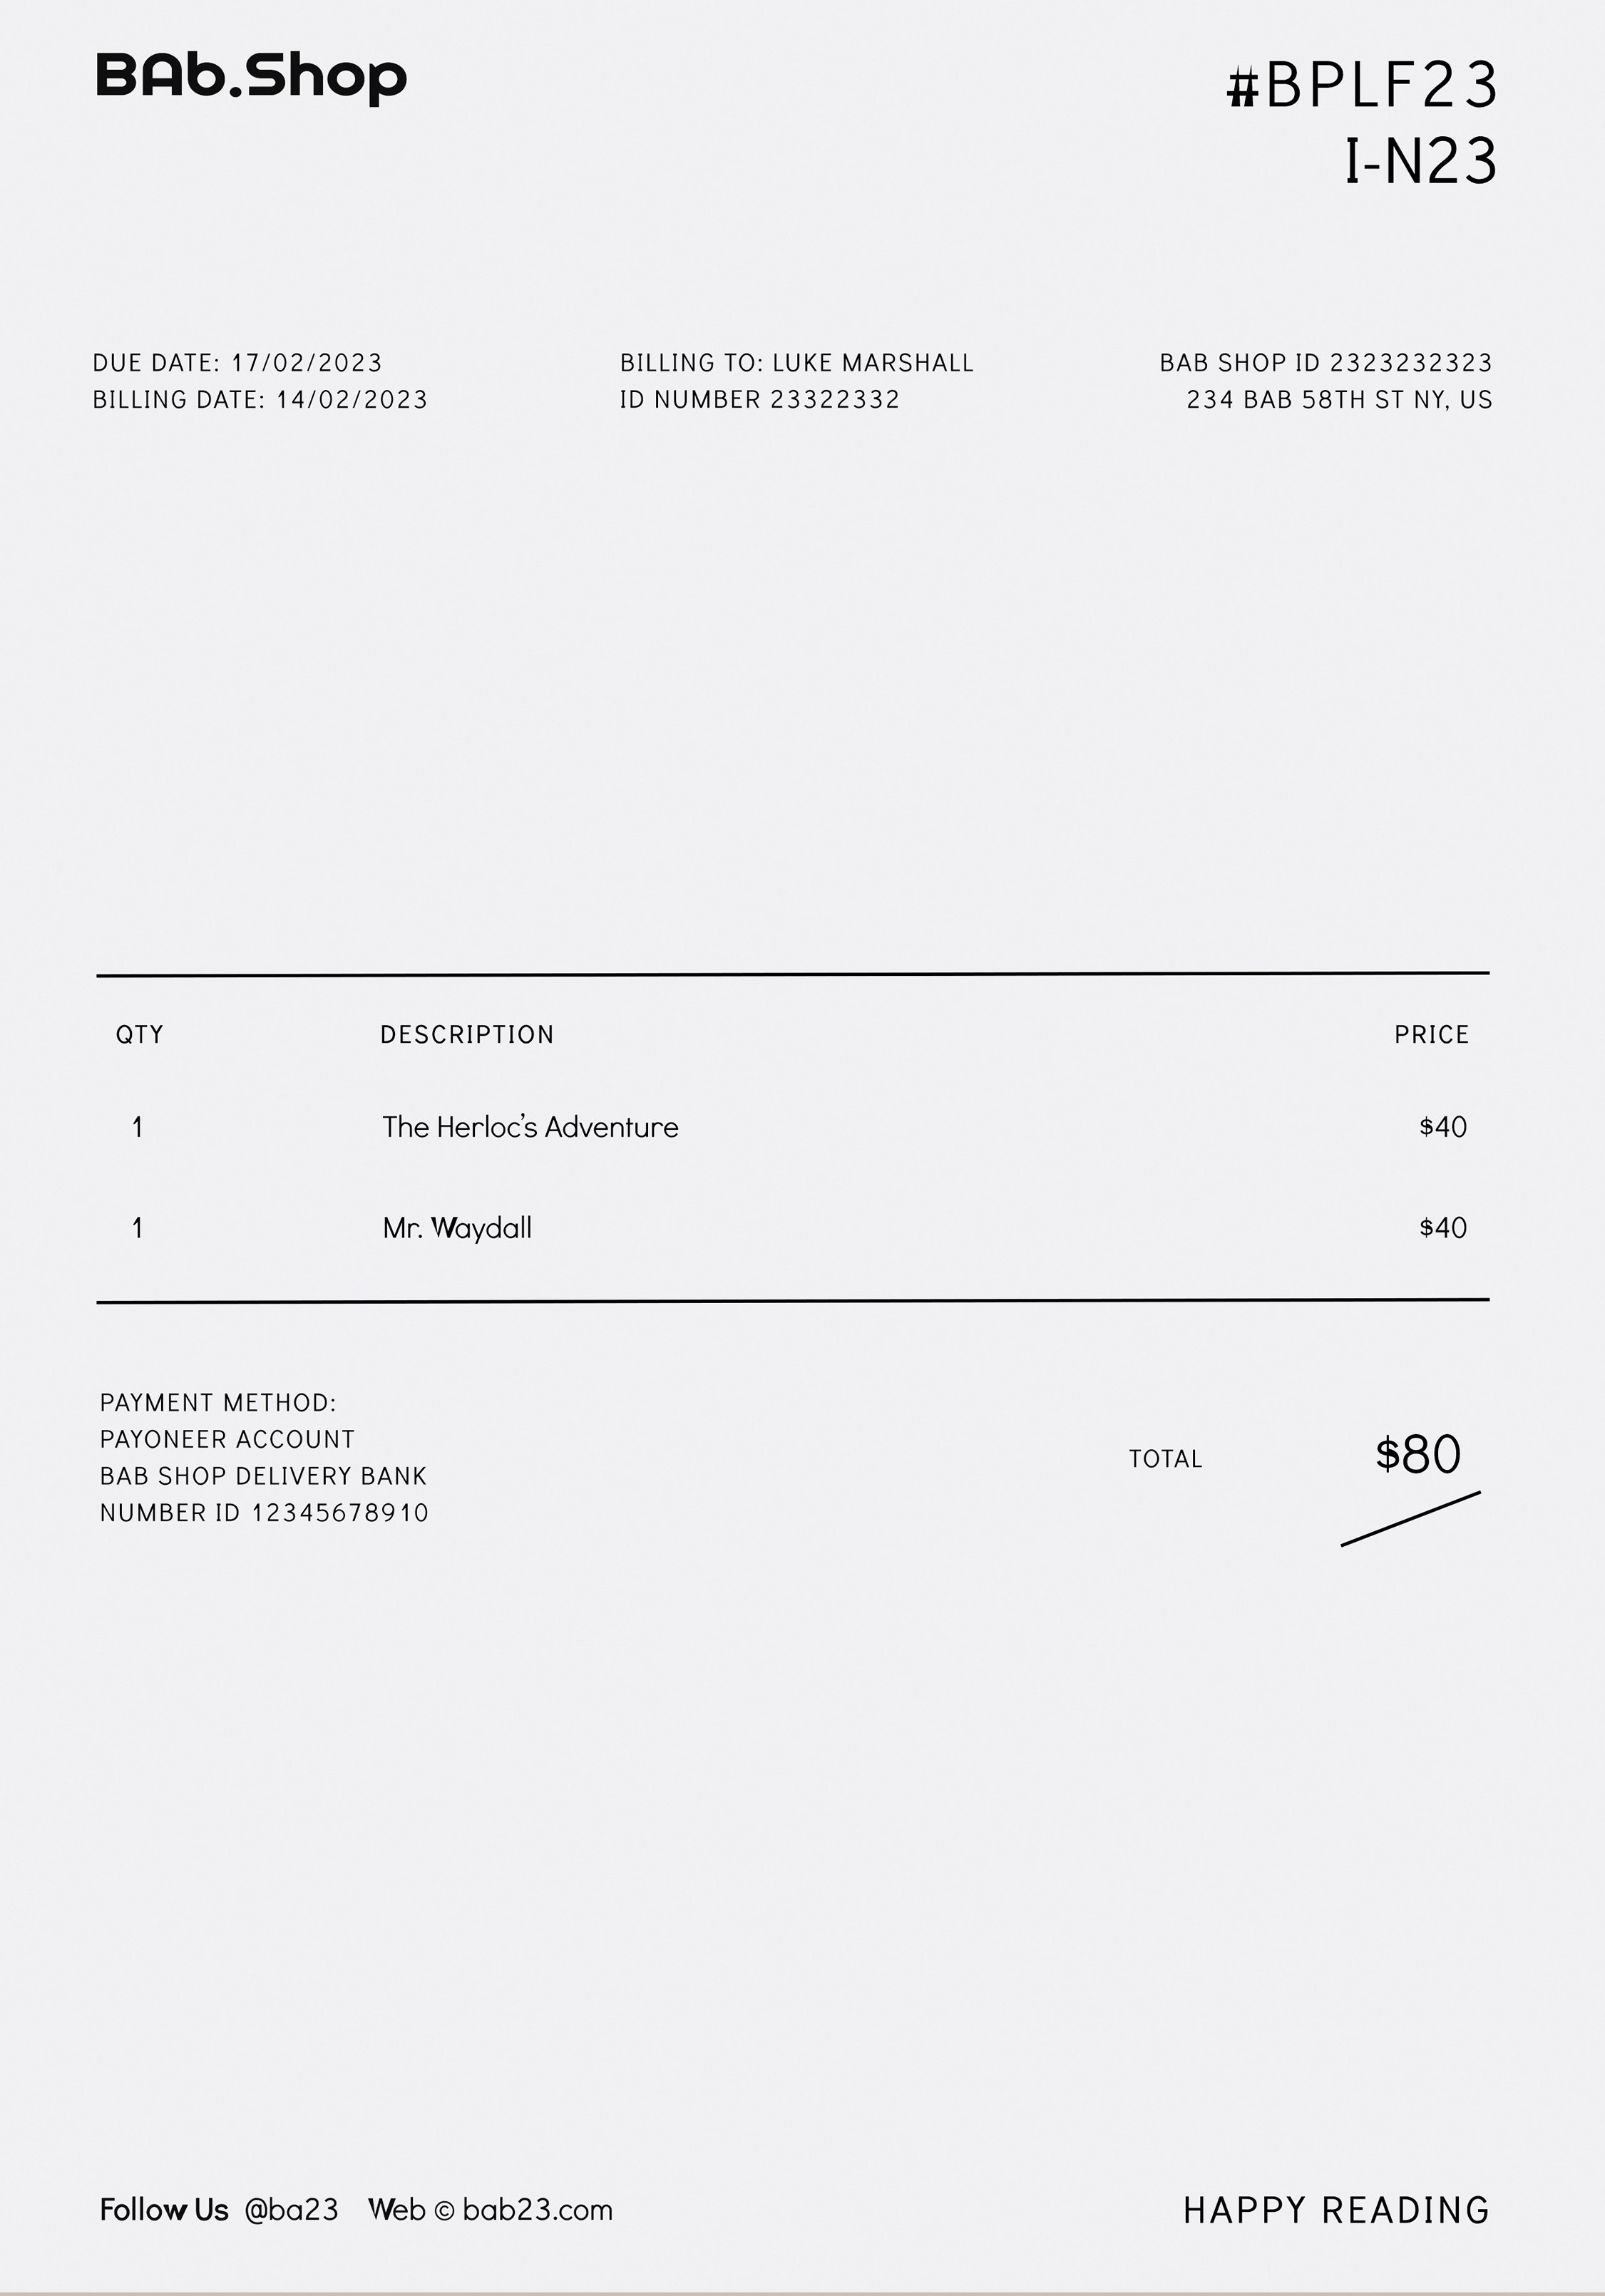 BAb.Shop
#BPLF23
I-N23
DUE DATE: 17/02/2023
BILLING DATE: 14/02/2023
BILLING TO: LUKE MARSHALL
ID NUMBER 23322332
BAB SHOP ID 2323232323
234 BAB 58TH ST NY, US
QTY DESCRIPTION PRICE
1 The Herloc’s Adventure $40
1 Mr. Waydall $40
PAYMENT METHOD:
PAYONEER ACCOUNT
BAB SHOP DELIVERY BANK
NUMBER ID 12345678910
TOTAL $80
Follow Us @ba23 Web © bab23.com
HAPPY READING